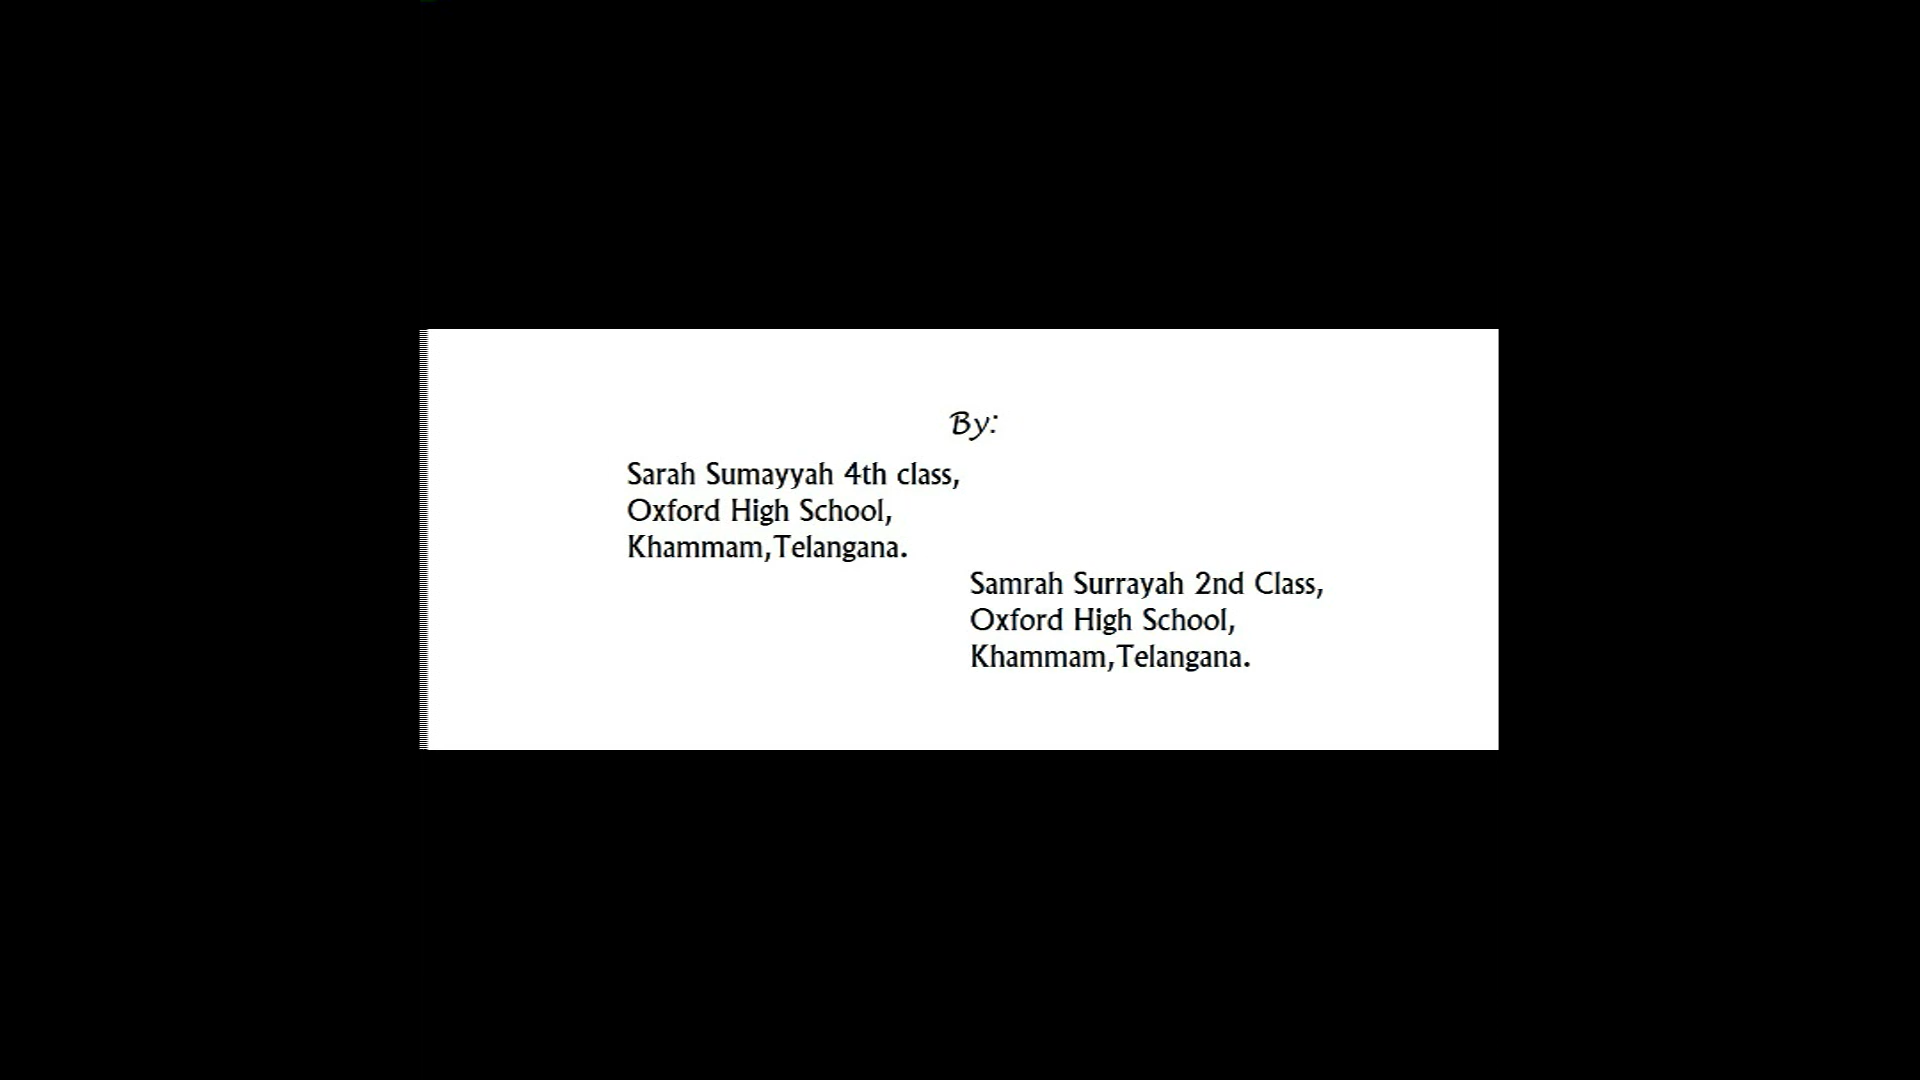 By:
Sarah Sumayyah 4th class,
Oxford High School,
Khammam,Telangana.
Samrah Surrayah 2nd Class,
Oxford High School,
Khammam,Telangana.